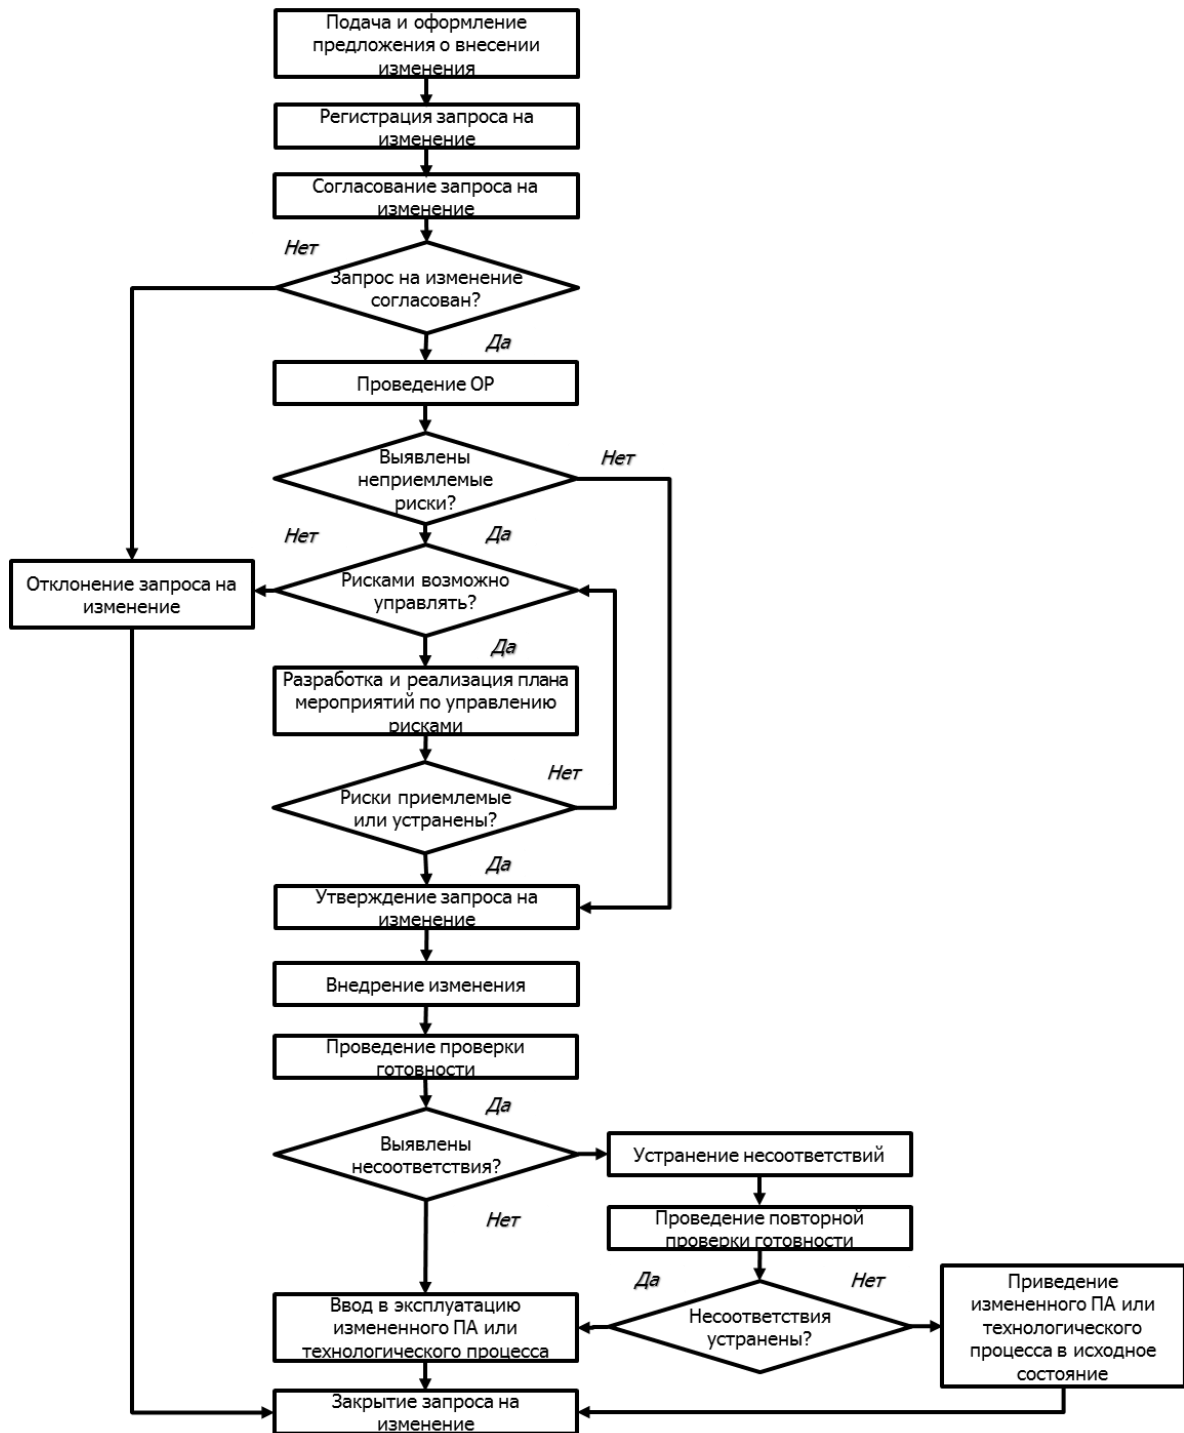 Подача и оформление
предложения о внесении
изменения
Регистрация запроса на
изменение
Согласование запроса на
изменение
Нет
Запрос на изменение
согласован?
Да
Проведение ОР
Выявлены
неприемлемые
риски?
Нет
Да
Нет
Рисками возможно
управлять?
Отклонение запроса на
изменение
Да
Разработка и реализация плана
мероприятий по управлению
рисками
Нет
Риски приемлемые
или устранены?
Да
Утверждение запроса на
изменение
Внедрение изменения
Проведение проверки
готовности
Да
Выявлены
несоответствия?
Устранение несоответствий
Нет
Проведение повторной
проверки готовности
Да
Нет
Несоответствия
устранены?
Приведение
измененного ПА или
технологического
процесса в исходное
состояние
Ввод в эксплуатацию
измененного ПА или
технологического процесса
Закрытие запроса на
изменение